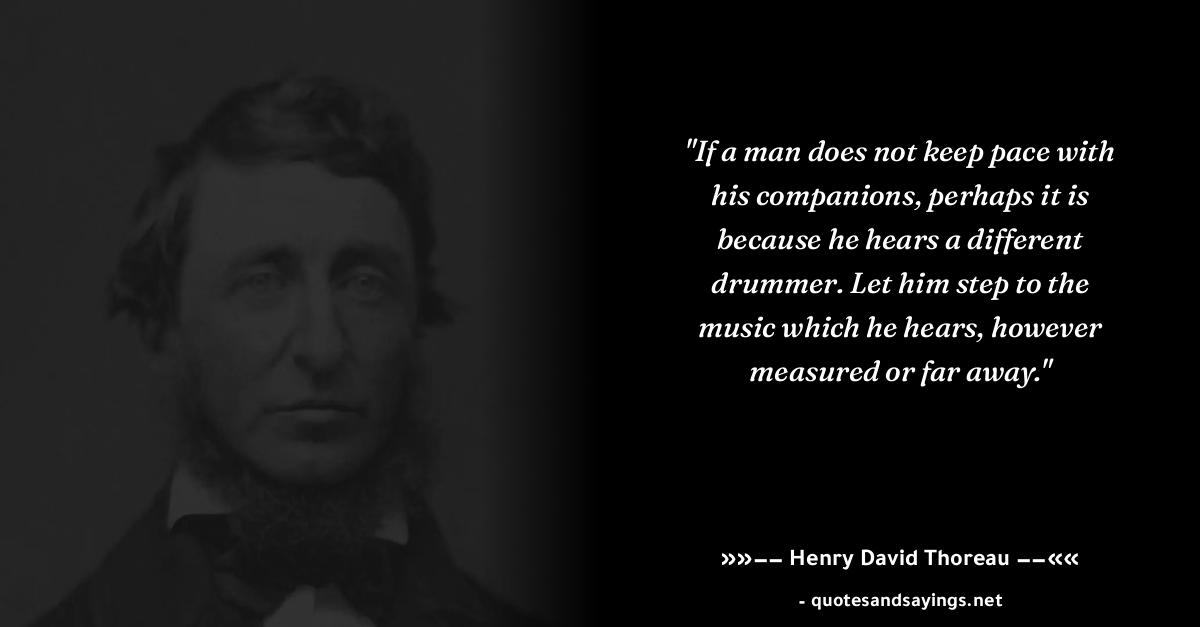 "If a man does not keep pace with
his companions, perhaps it is
because he hears a different
drummer. Let him step to the
music which he hears, however
measured or far away."
»»−− Henry David Thoreau −−««
- quotesandsayings.net